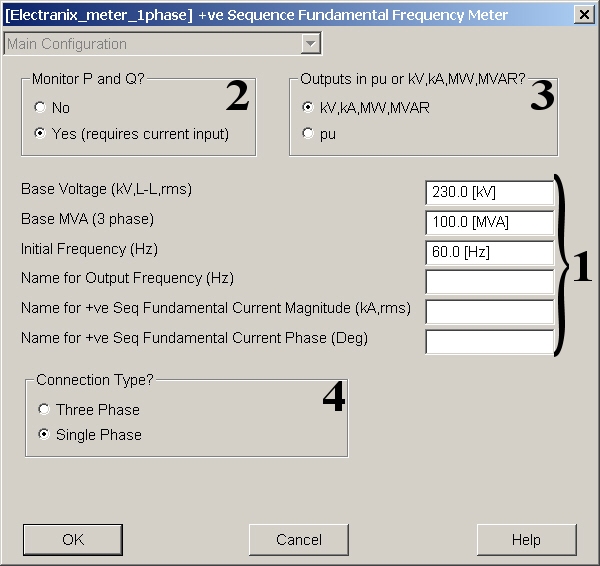 [Electranix_meter_1phase] +ve Sequence Fundamental Frequency Meter
Main Configuration
Monitor P and Q?
No
Yes (requires current input)
2
Outputs in pu or kV,kA,MW,MVAR?
kV,kA,MW,MVAR
pu
3
Base Voltage (kV,L-L,rms)
230.0 [kV]
Base MVA (3 phase)
100.0 [MVA]
Initial Frequency (Hz)
60.0 [Hz]
Name for Output Frequency (Hz)
Name for +ve Seq Fundamental Current Magnitude (kA,rms)
Name for +ve Seq Fundamental Current Phase (Deg)
1
Connection Type?
Three Phase
Single Phase
4
OK
Cancel
Help